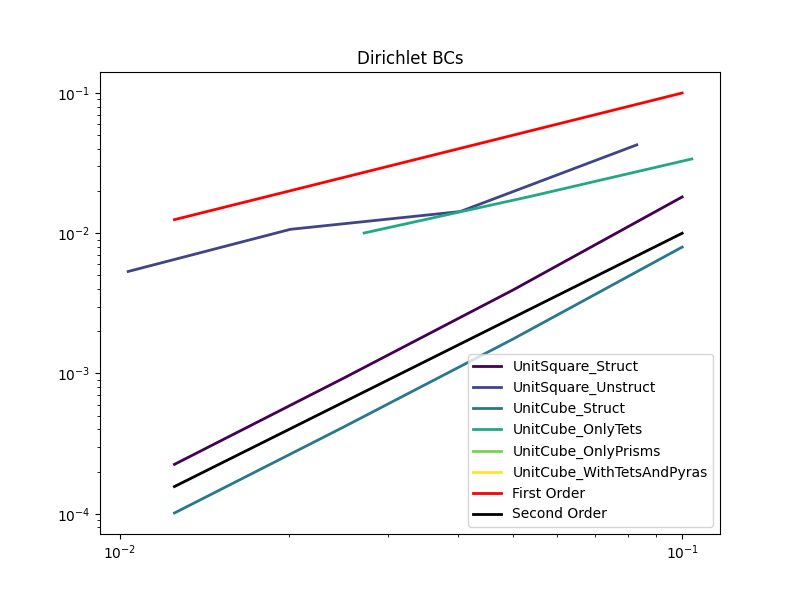 Dirichlet BCs
10⁻¹
10⁻²
10⁻³
10⁻⁴
UnitSquare_Struct
UnitSquare_Unstruct
UnitCube_Struct
UnitCube_OnlyTets
UnitCube_OnlyPrisms
UnitCube_WithTetsAndPyras
First Order
Second Order
10⁻² 10⁻¹